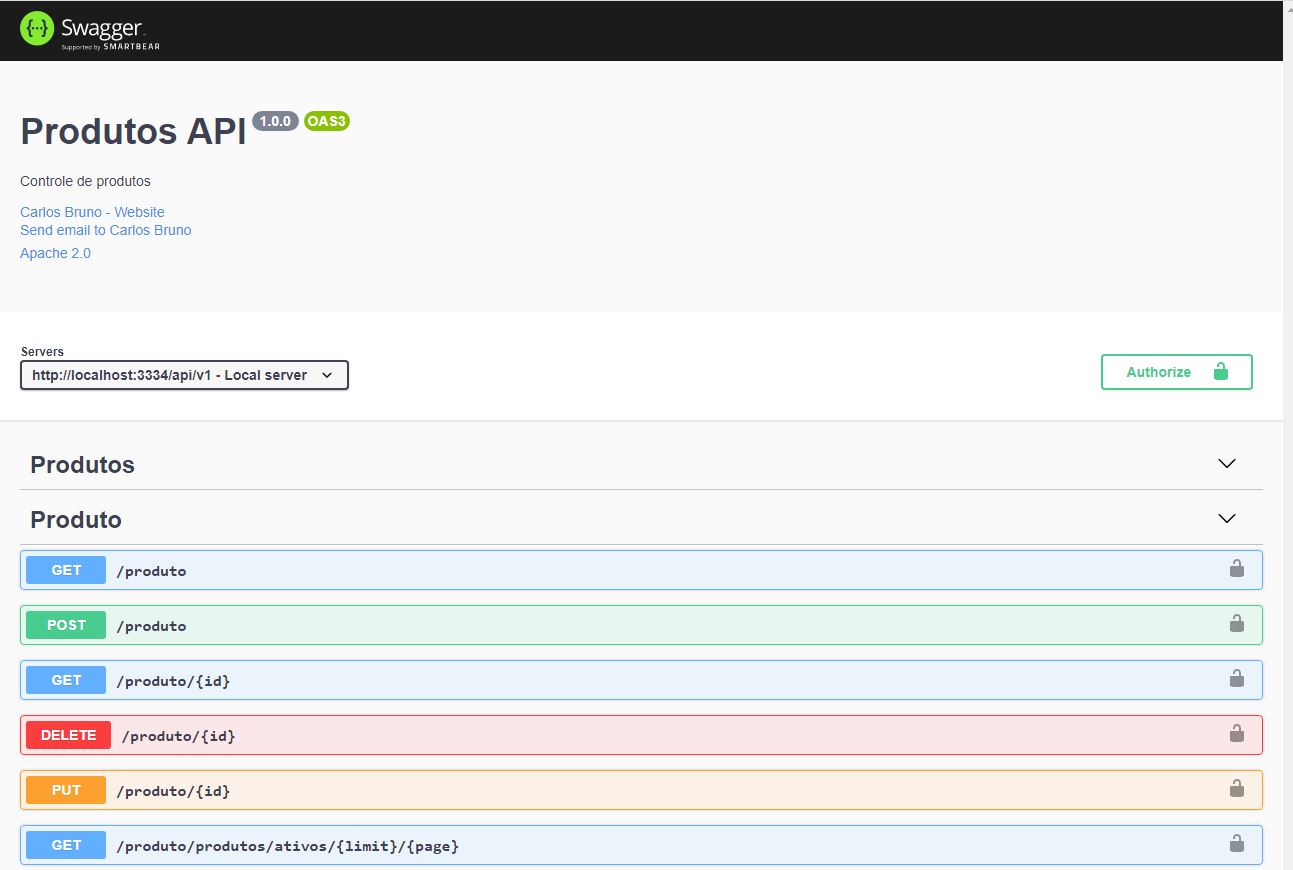 {···} Swagger
Supported by SMARTBEAR
Produtos API 1.0.0 OAS3
Controle de produtos
Carlos Bruno - Website
Send email to Carlos Bruno
Apache 2.0
Servers
http://localhost:3334/api/v1 - Local server
Authorize
Produtos
Produto
GET /produto
POST /produto
GET /produto/{id}
DELETE /produto/{id}
PUT /produto/{id}
GET /produto/produtos/ativos/{limit}/{page}